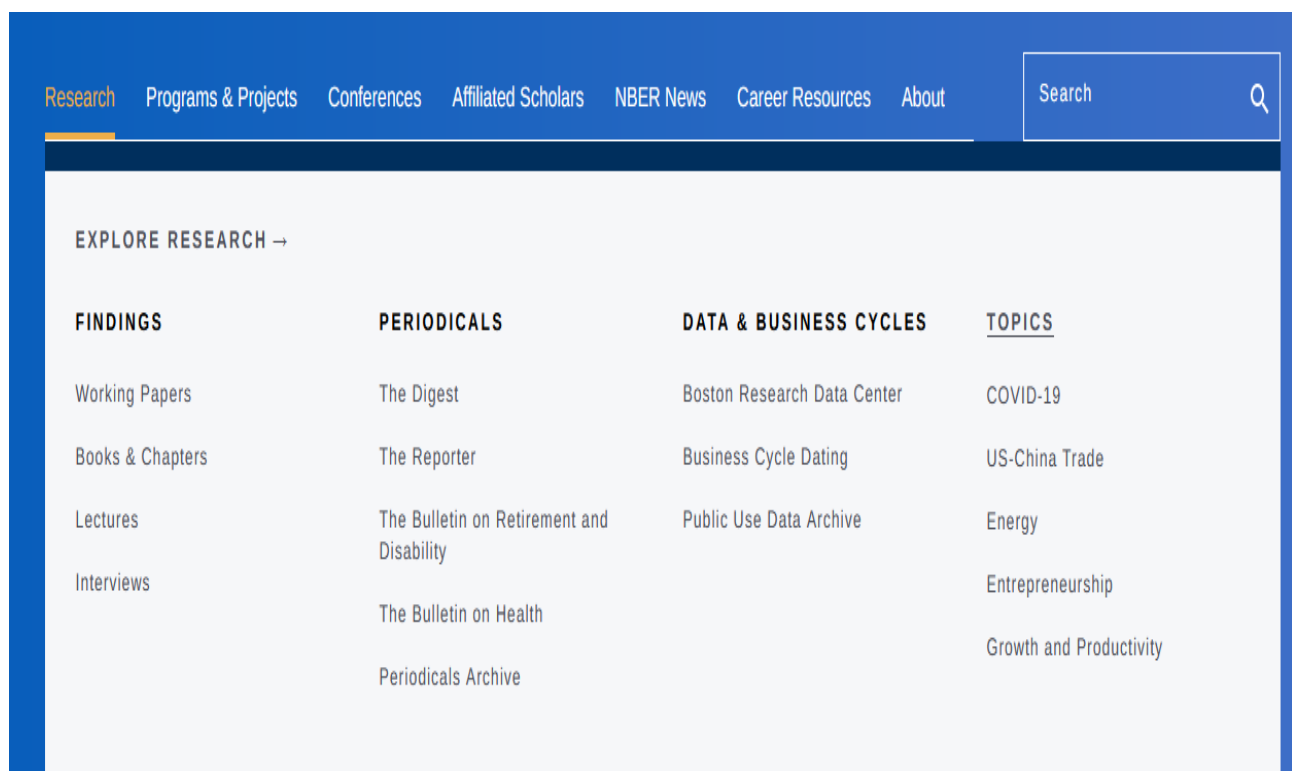 Research Programs & Projects Conferences Affiliated Scholars NBER News Career Resources About Search
EXPLORE RESEARCH →
FINDINGS
Working Papers
Books & Chapters
Lectures
Interviews
PERIODICALS
The Digest
The Reporter
The Bulletin on Retirement and
Disability
The Bulletin on Health
Periodicals Archive
DATA & BUSINESS CYCLES
Boston Research Data Center
Business Cycle Dating
Public Use Data Archive
TOPICS
COVID-19
US-China Trade
Energy
Entrepreneurship
Growth and Productivity